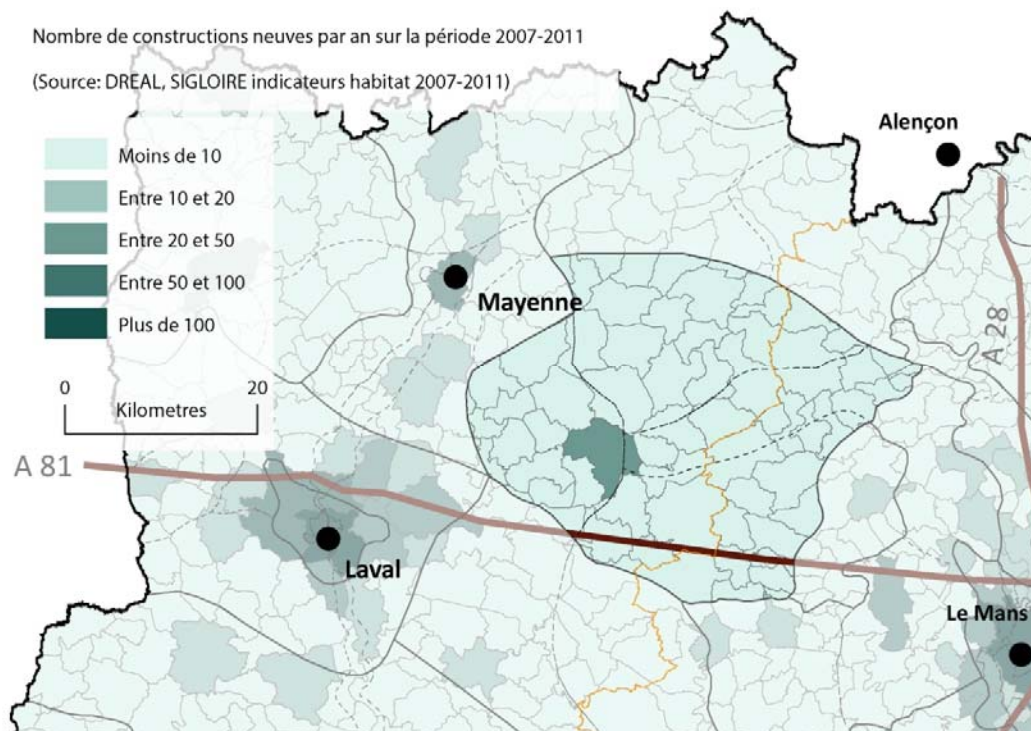 Nombre de constructions neuves par an sur la période 2007-2011
(Source: DREAL, SIGLOIRE indicateurs habitat 2007-2011)
Moins de 10
Entre 10 et 20
Entre 20 et 50
Entre 50 et 100
Plus de 100
0 20
Kilometres
Alençon
Mayenne
A 28
A 81
Laval
Le Mans